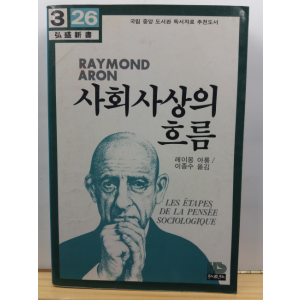 3 26
弘盛新書
국립 중앙 도서관 독서자료 추천도서
RAYMOND
ARON
사회사상의
흐름
레이몽 아롱/
이종수 옮김
LES ÉTAPES
DE LA PENSÉE
SOCIOLOGIQUE